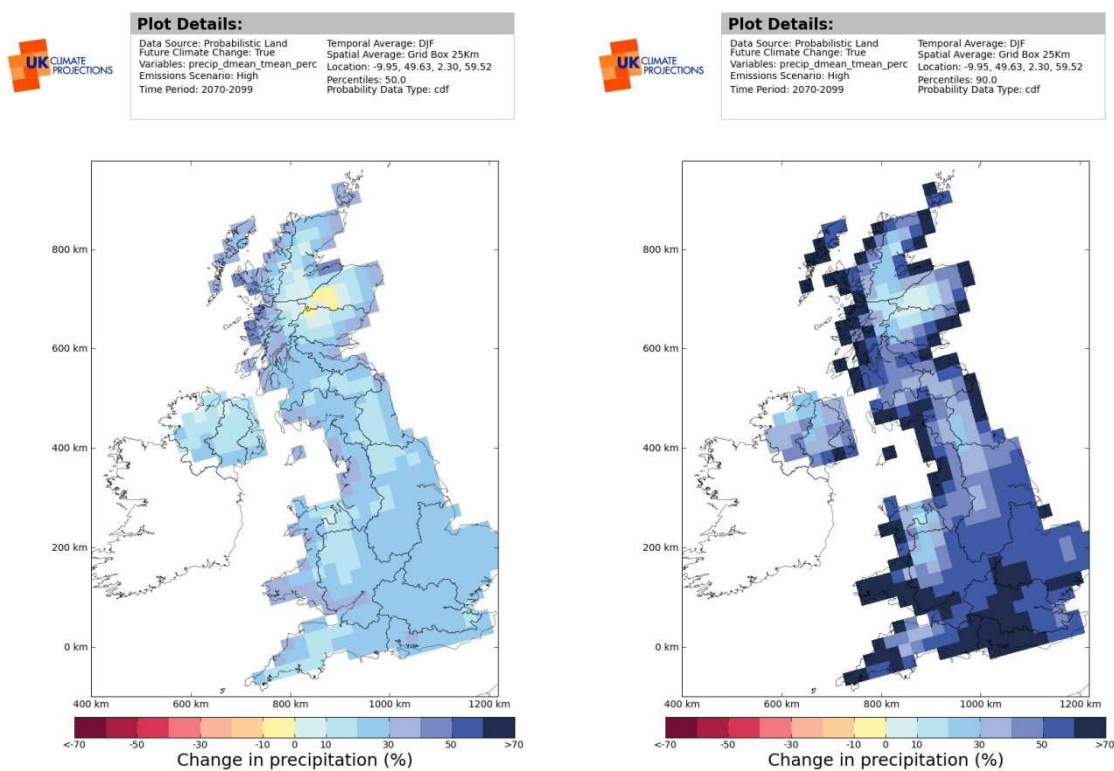 Plot Details:
UK CLIMATE
PROJECTIONS
Data Source: Probabilistic Land
Future Climate Change: True
Variables: precip_dmean_tmean_perc
Emissions Scenario: High
Time Period: 2070-2099
Temporal Average: DJF
Spatial Average: Grid Box 25Km
Location: -9.95, 49.63, 2.30, 59.52
Percentiles: 50.0
Probability Data Type: cdf
800 km
600 km
400 km
200 km
0 km
400 km 600 km 800 km 1000 km 1200 km
<-70 -50 -30 -10 0 10 30 50 >70
Change in precipitation (%)
Plot Details:
UK CLIMATE
PROJECTIONS
Data Source: Probabilistic Land
Future Climate Change: True
Variables: precip_dmean_tmean_perc
Emissions Scenario: High
Time Period: 2070-2099
Temporal Average: DJF
Spatial Average: Grid Box 25Km
Location: -9.95, 49.63, 2.30, 59.52
Percentiles: 90.0
Probability Data Type: cdf
800 km
600 km
400 km
200 km
0 km
400 km 600 km 800 km 1000 km 1200 km
<-70 -50 -30 -10 0 10 30 50 >70
Change in precipitation (%)